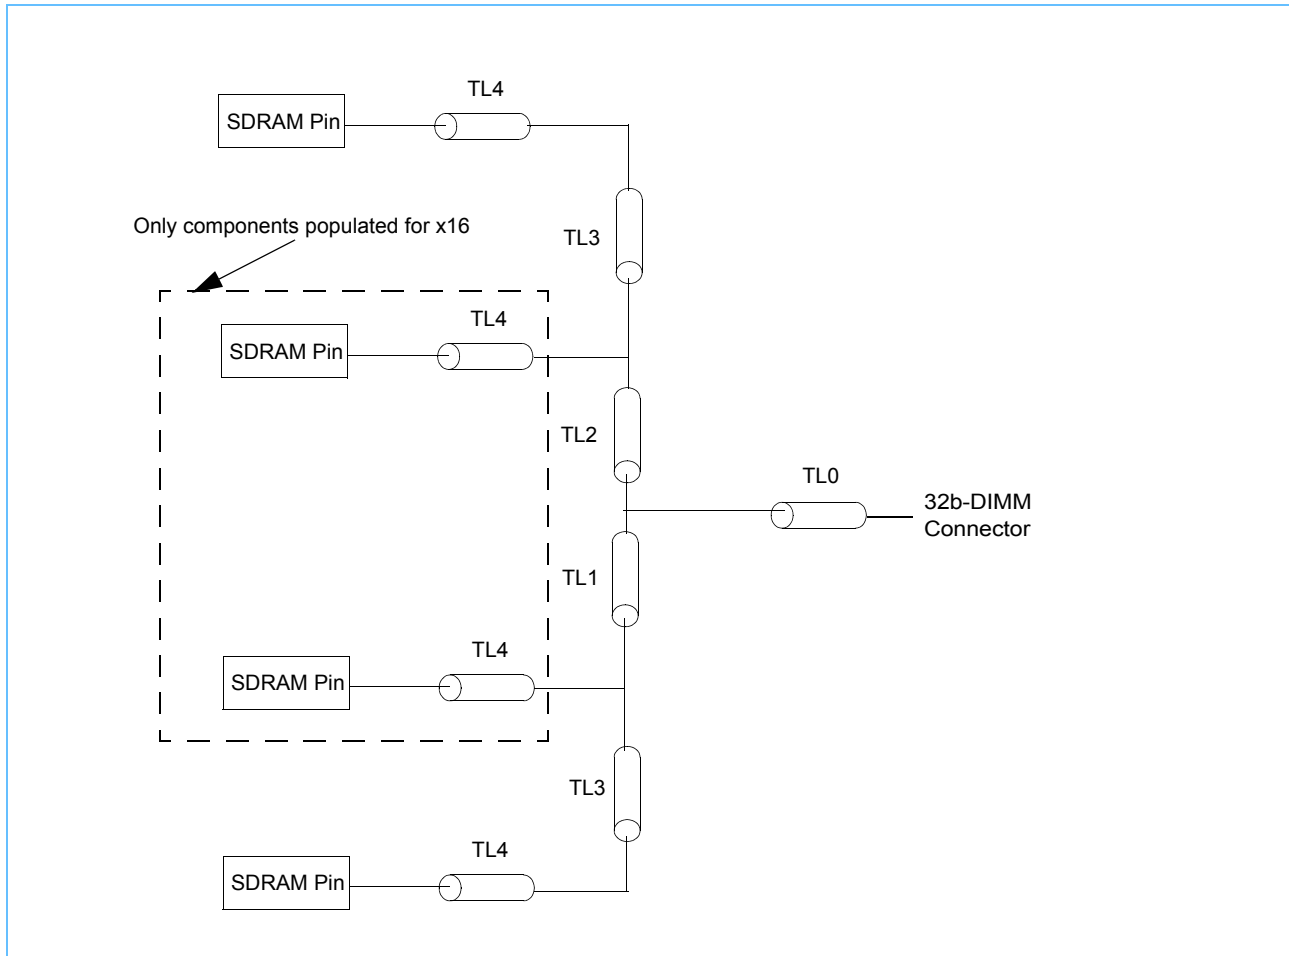 TL4
SDRAM Pin
Only components populated for x16
TL3
TL4
SDRAM Pin
TL2
TL0
32b-DIMM
Connector
TL1
TL4
SDRAM Pin
TL3
TL4
SDRAM Pin